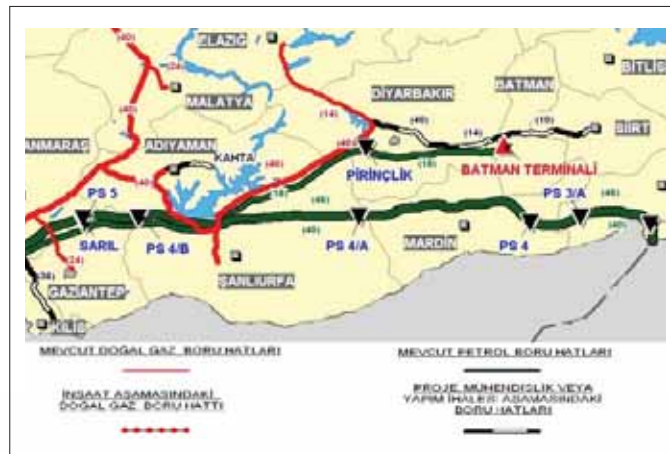 (40)
ELAZIĞ
BİTLİS
(24)
MALATYA
DİYARBAKIR
BATMAN
(14)
(40)
(14)
(10)
SİİRT
ANMARAŞ
ADIYAMAN
KAHTA
(40)
(40)
(40)
PİRİNÇLİK
(18)
BATMAN TERMİNALİ
PS 5
(40)
(18)
(46)
PS 3/A
(46)
SARIL
PS 4/B
(40)
PS 4/A
MARDİN
PS 4
(40)
(24)
ŞANLIURFA
GAZİANTEP
KİLİS
MEVCUT DOĞAL GAZ BORU HATLARI
MEVCUT PETROL BORU HATLARI
İNŞAAT AŞAMASINDAKİ
DOĞAL GAZ BORU HATTI
PROJE, MÜHENDİSLİK VEYA
YAPIM İHALESİ AŞAMASINDAKİ
BORU HATLARI